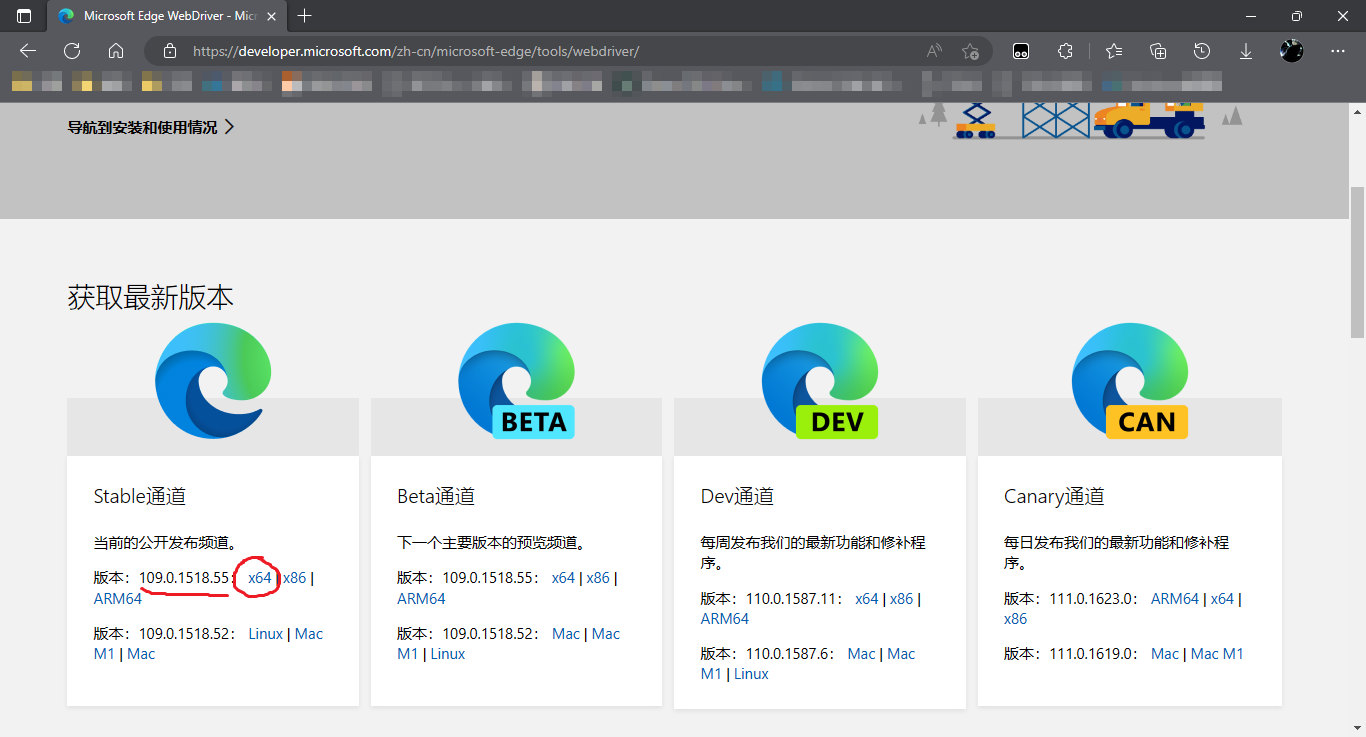 Microsoft Edge WebDriver - Micr
https://developer.microsoft.com/zh-cn/microsoft-edge/tools/webdriver/
导航到安装和使用情况
获取最新版本
BETA
DEV
CAN
Stable通道
当前的公开发布频道。
版本：109.0.1518.55： x64 | x86 |
ARM64
版本：109.0.1518.52： Linux | Mac
M1 | Mac
Beta通道
下一个主要版本的预览频道。
版本：109.0.1518.55： x64 | x86 |
ARM64
版本：109.0.1518.52： Mac | Mac
M1 | Linux
Dev通道
每周发布我们的最新功能和修补程
序。
版本：110.0.1587.11： x64 | x86 |
ARM64
版本：110.0.1587.6： Mac | Mac
M1 | Linux
Canary通道
每日发布我们的最新功能和修补程
序。
版本：111.0.1623.0： ARM64 | x64 |
x86
版本：111.0.1619.0： Mac | Mac M1